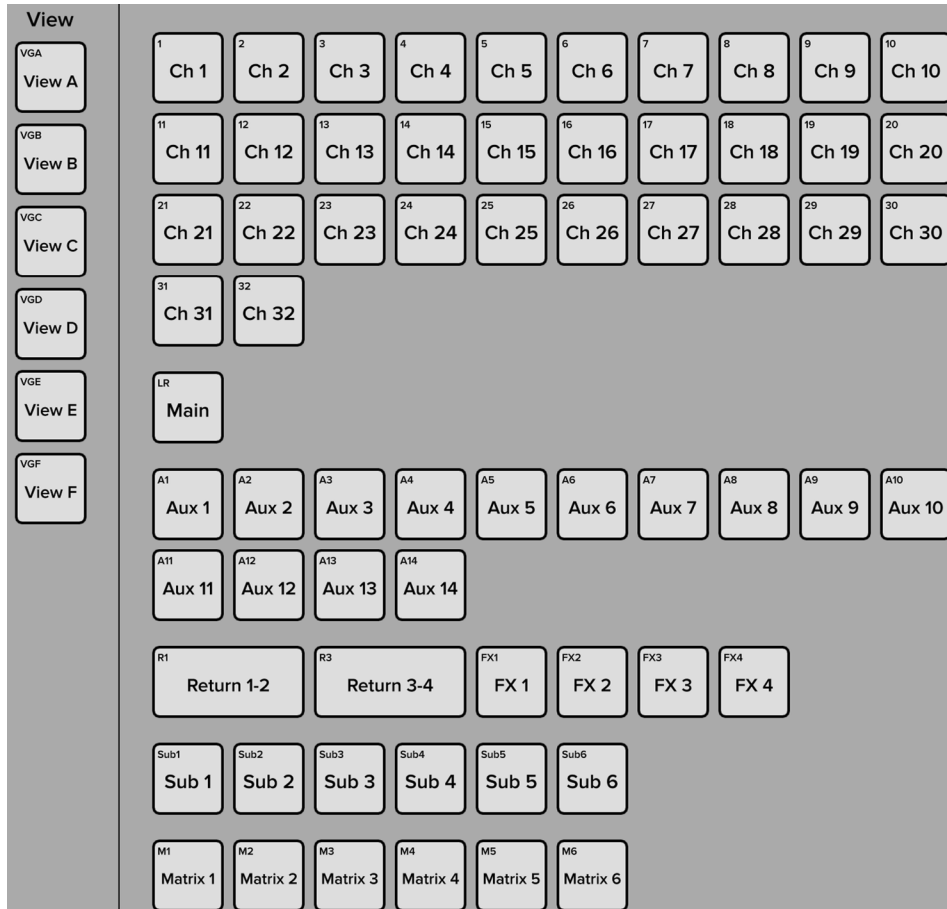 View
VGA
View A
VGB
View B
VGC
View C
VGD
View D
VGE
View E
VGF
View F
1 2 3 4 5 6 7 8 9 10
Ch 1 Ch 2 Ch 3 Ch 4 Ch 5 Ch 6 Ch 7 Ch 8 Ch 9 Ch 10
11 12 13 14 15 16 17 18 19 20
Ch 11 Ch 12 Ch 13 Ch 14 Ch 15 Ch 16 Ch 17 Ch 18 Ch 19 Ch 20
21 22 23 24 25 26 27 28 29 30
Ch 21 Ch 22 Ch 23 Ch 24 Ch 25 Ch 26 Ch 27 Ch 28 Ch 29 Ch 30
31 32
Ch 31 Ch 32
LR
Main
A1 A2 A3 A4 A5 A6 A7 A8 A9 A10
Aux 1 Aux 2 Aux 3 Aux 4 Aux 5 Aux 6 Aux 7 Aux 8 Aux 9 Aux 10
A11 A12 A13 A14
Aux 11 Aux 12 Aux 13 Aux 14
R1 R3 FX1 FX2 FX3 FX4
Return 1-2 Return 3-4 FX 1 FX 2 FX 3 FX 4
Sub1 Sub2 Sub3 Sub4 Sub5 Sub6
Sub 1 Sub 2 Sub 3 Sub 4 Sub 5 Sub 6
M1 M2 M3 M4 M5 M6
Matrix 1 Matrix 2 Matrix 3 Matrix 4 Matrix 5 Matrix 6